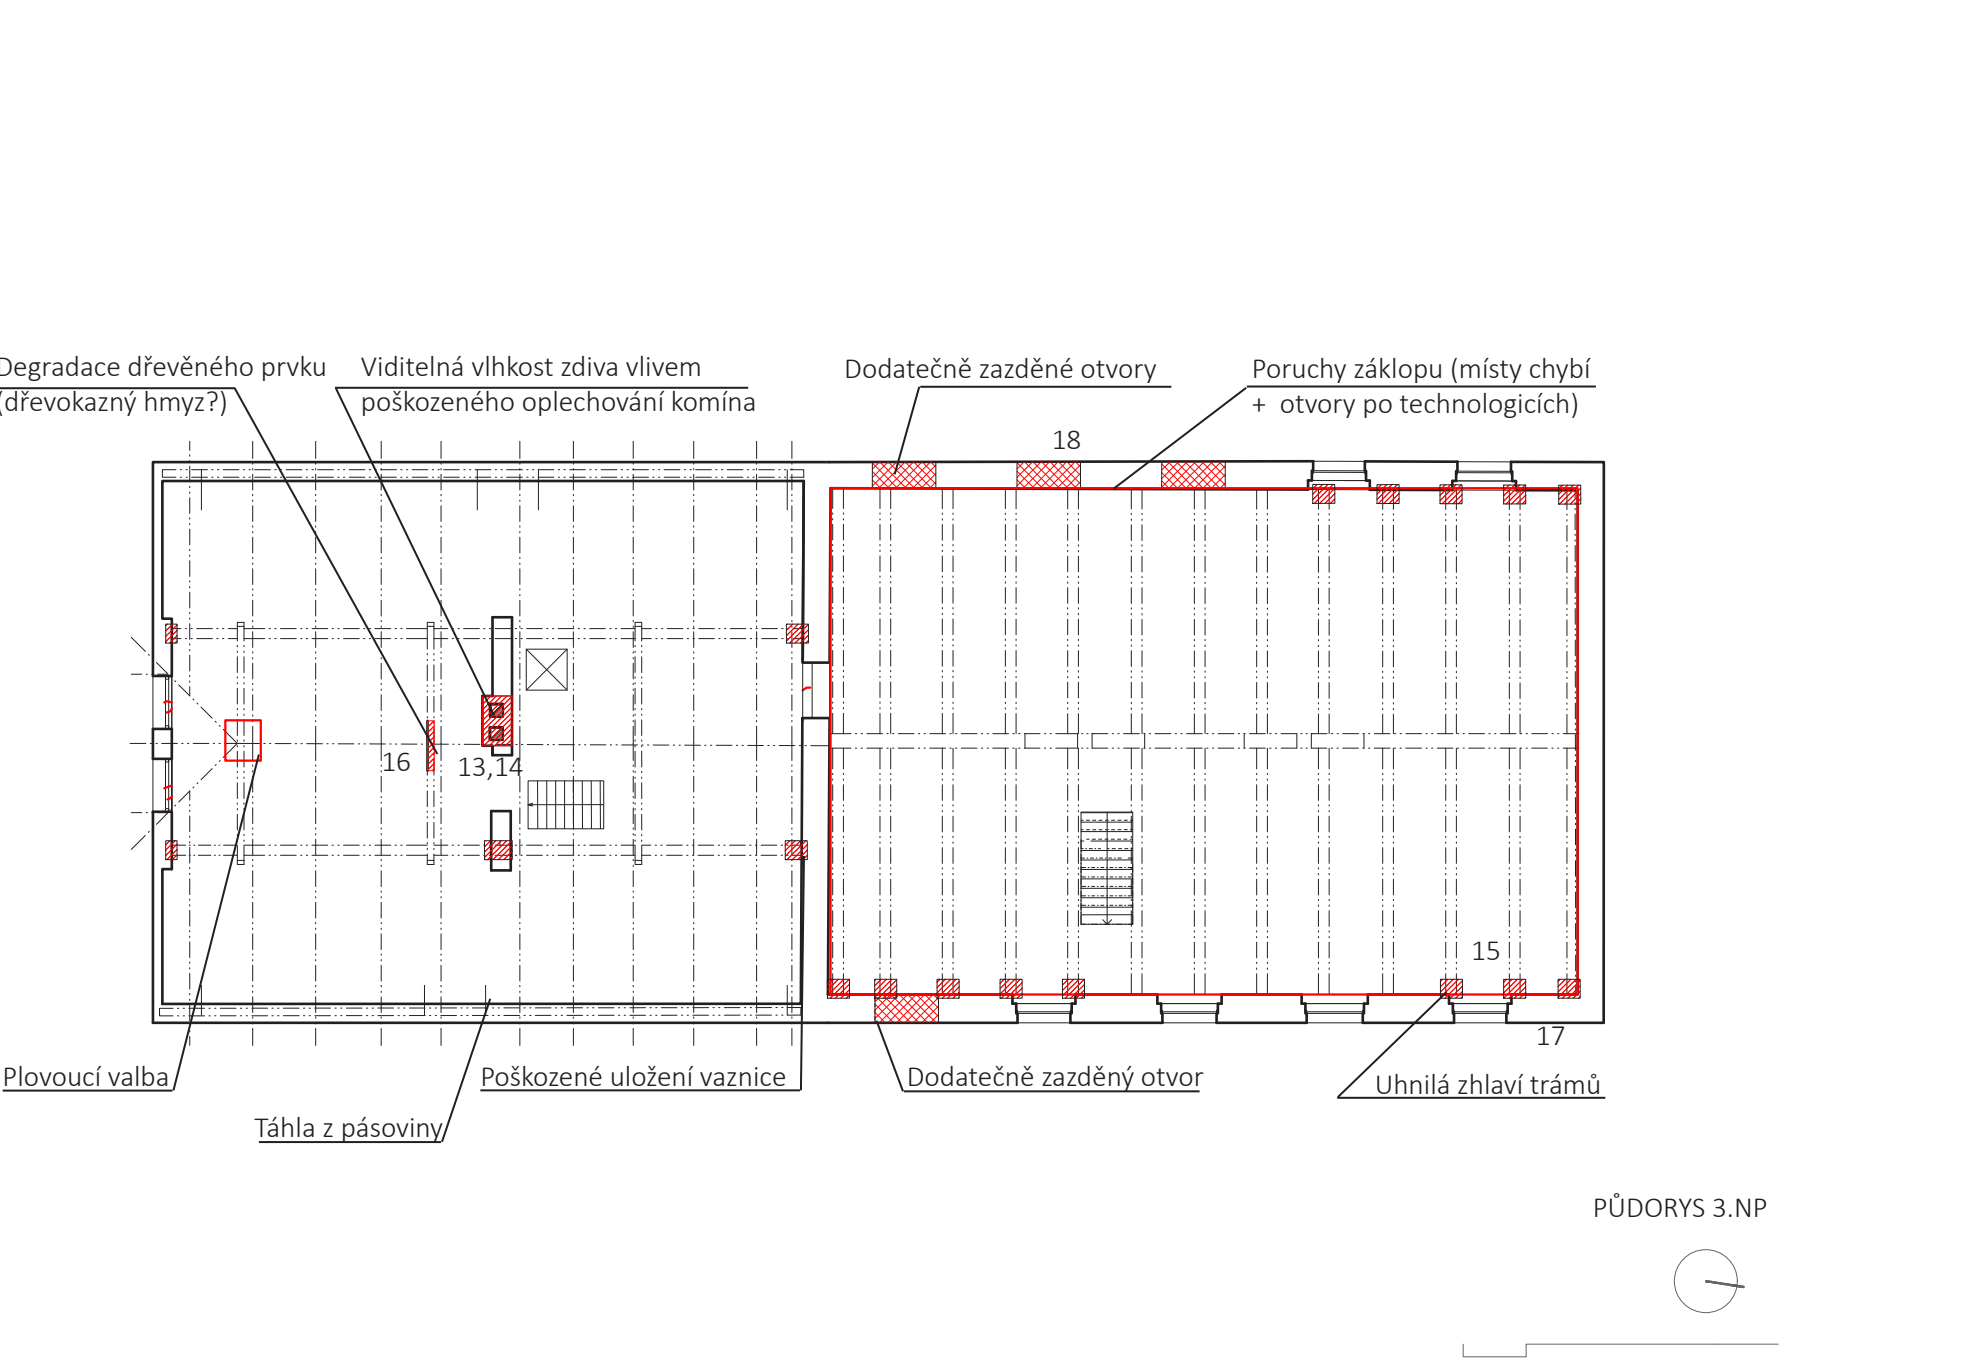 Degradace dřevěného prvku
(dřevokazný hmyz?)
Viditelná vlhkost zdiva vlivem
poškozeného oplechování komína
Dodatečně zazděné otvory
Poruchy záklopu (místy chybí
+ otvory po technologicích)
18
16
13,14
15
17
Plovoucí valba
Táhla z pásoviny
Poškozené uložení vaznice
Dodatečně zazděný otvor
Uhnilá zhlaví trámů
PŮDORYS 3.NP